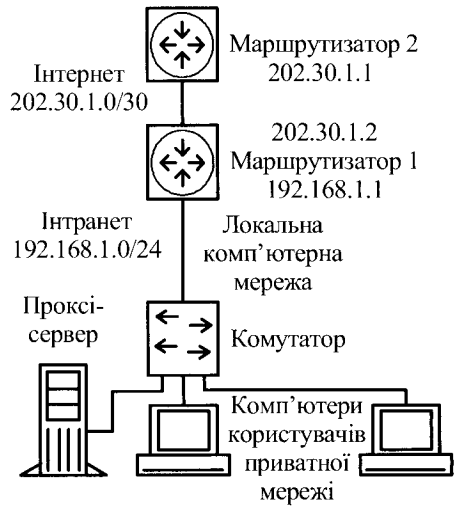 Маршрутизатор 2
202.30.1.1
Інтернет
202.30.1.0/30
202.30.1.2
Маршрутизатор 1
192.168.1.1
Інтранет
192.168.1.0/24
Локальна
комп’ютерна
мережа
Проксі-
сервер
Комутатор
Комп’ютери
користувачів
приватної
мережі